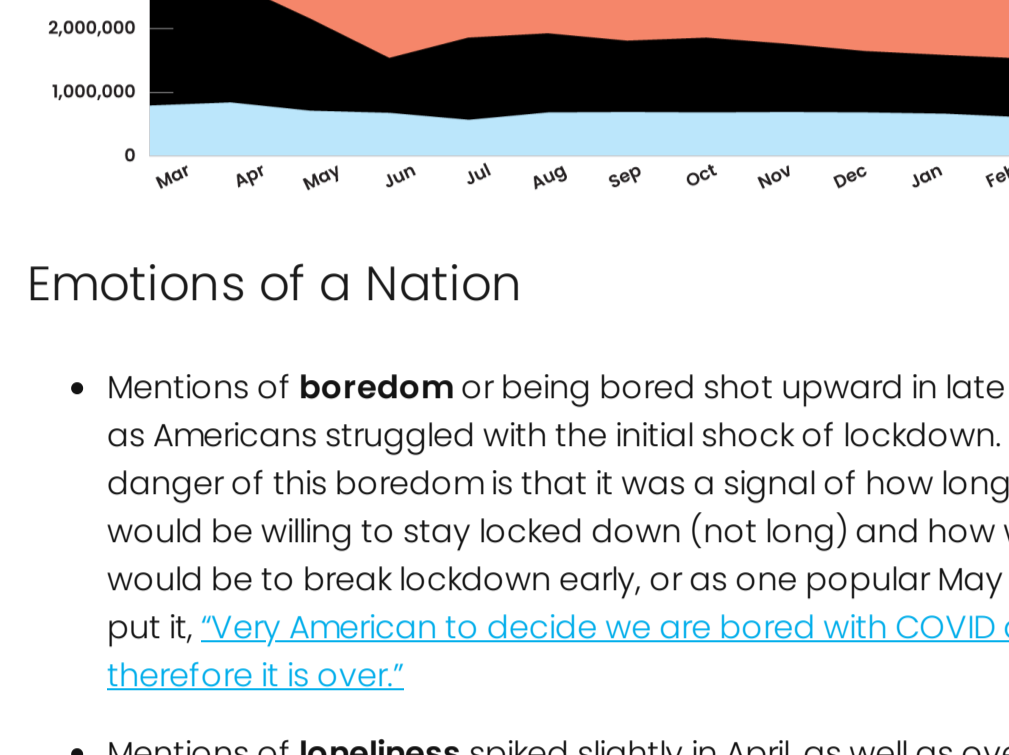 2,000,000
1,000,000
0
Mar Apr May Jun Jul Aug Sep Oct Nov Dec Jan
Emotions of a Nation
• Mentions of boredom or being bored shot upward in late
as Americans struggled with the initial shock of lockdown.
danger of this boredom is that it was a signal of how long
would be willing to stay locked down (not long) and how
would be to break lockdown early, or as one popular May
put it, “Very American to decide we are bored with COVID
therefore it is over.”
• Mentions of loneliness spiked slightly in April, as well as